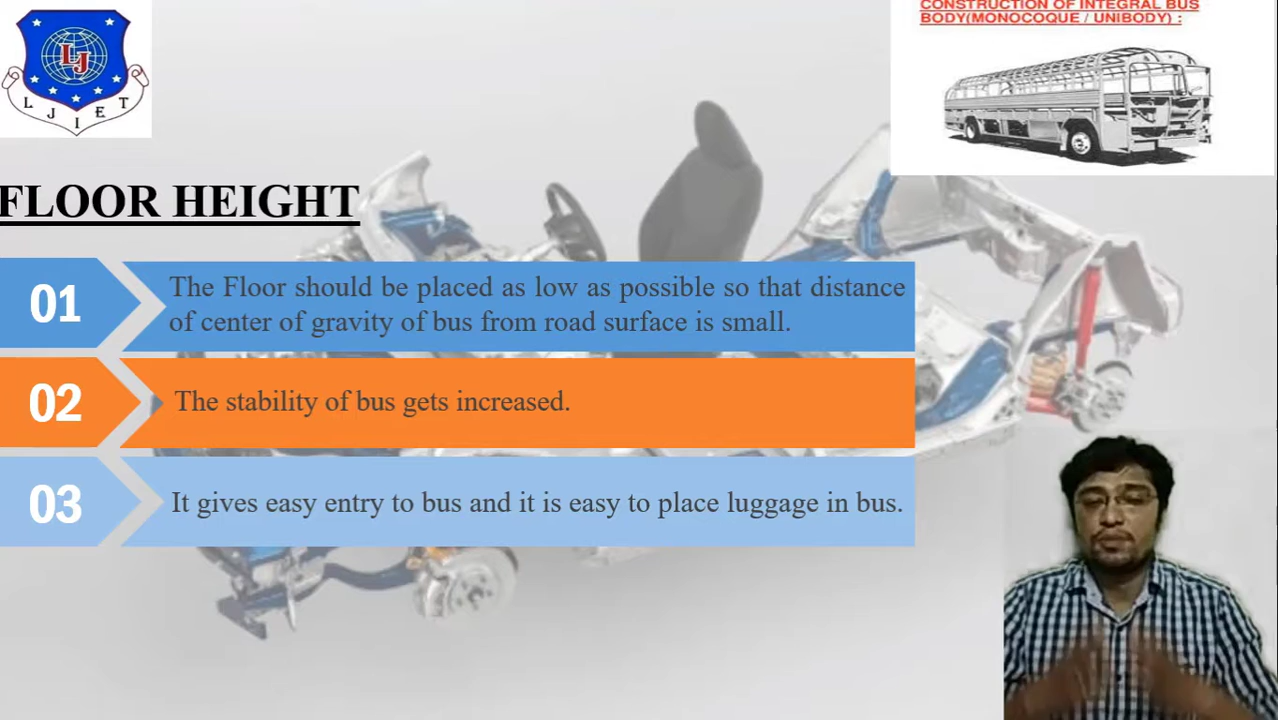 CONSTRUCTION OF INTEGRAL BUS
BODY(MONOCOQUE / UNIBODY) :
LJ
L J I E T
FLOOR HEIGHT
01
The Floor should be placed as low as possible so that distance
of center of gravity of bus from road surface is small.
02
The stability of bus gets increased.
03
It gives easy entry to bus and it is easy to place luggage in bus.